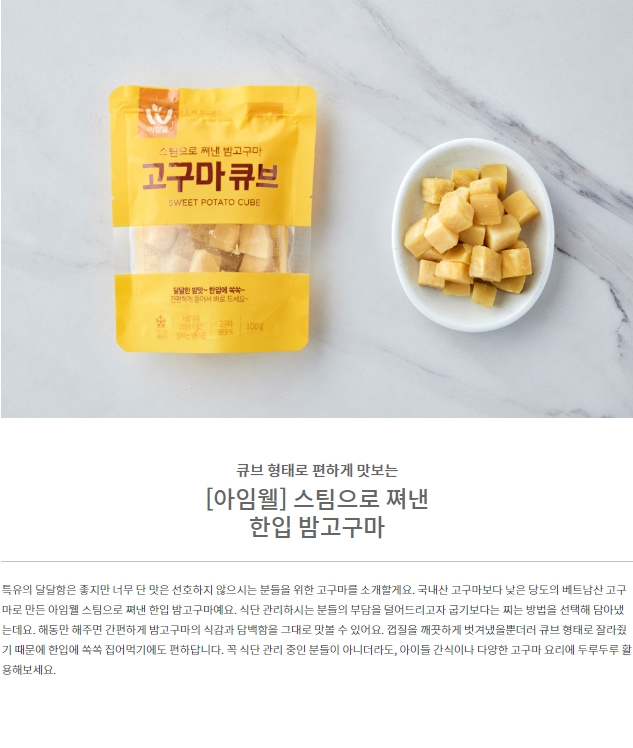 아임웰
스팀으로 쪄낸 밤고구마
고구마 큐브
SWEET POTATO CUBE
달달한 밤맛~ 한입에 쏙쏙~
간편하게 뜯어서 바로 드세요~
고구마
100g
큐브 형태로 편하게 맛보는
[아임웰] 스팀으로 쪄낸
한입 밤고구마
특유의 달달함은 좋지만 너무 단 맛은 선호하지 않으시는 분들을 위한 고구마를 소개할게요. 국내산 고구마보다 낮은 당도의 베트남산 고구
마로 만든 아임웰 스팀으로 쪄낸 한입 밤고구마예요. 식단 관리하시는 분들의 부담을 덜어드리고자 굽기보다는 찌는 방법을 선택해 담아냈
는데요. 해동만 해주면 간편하게 밤고구마의 식감과 담백함을 그대로 맛볼 수 있어요. 껍질을 깨끗하게 벗겨냈을뿐더러 큐브 형태로 잘라줬
기 때문에 한입에 쏙쏙 집어먹기에도 편하답니다. 꼭 식단 관리 중인 분들이 아니더라도, 아이들 간식이나 다양한 고구마 요리에 두루두루 활
용해보세요.